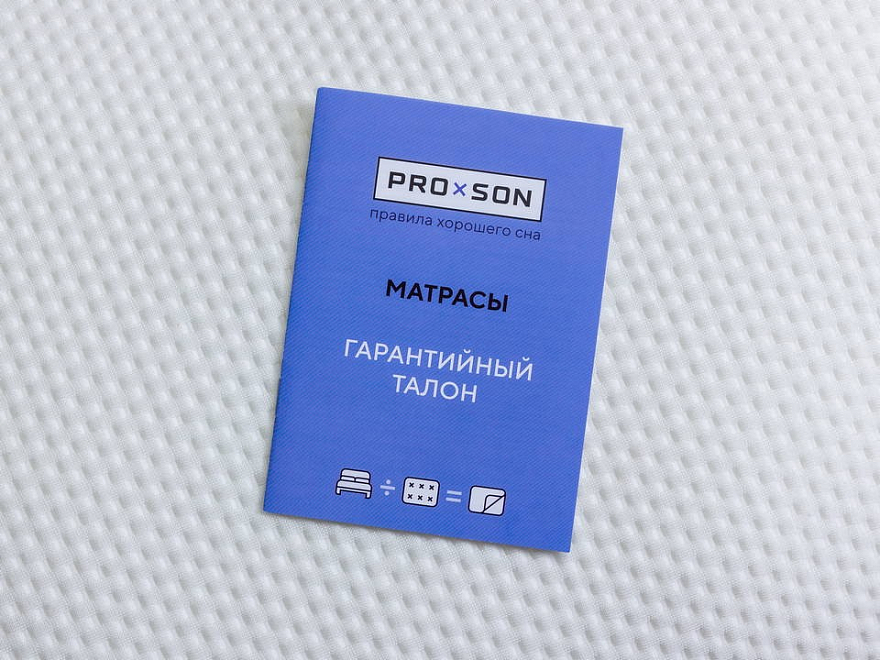 PRO×SON
правила хорошего сна
МАТРАСЫ
ГАРАНТИЙНЫЙ
ТАЛОН
÷ =